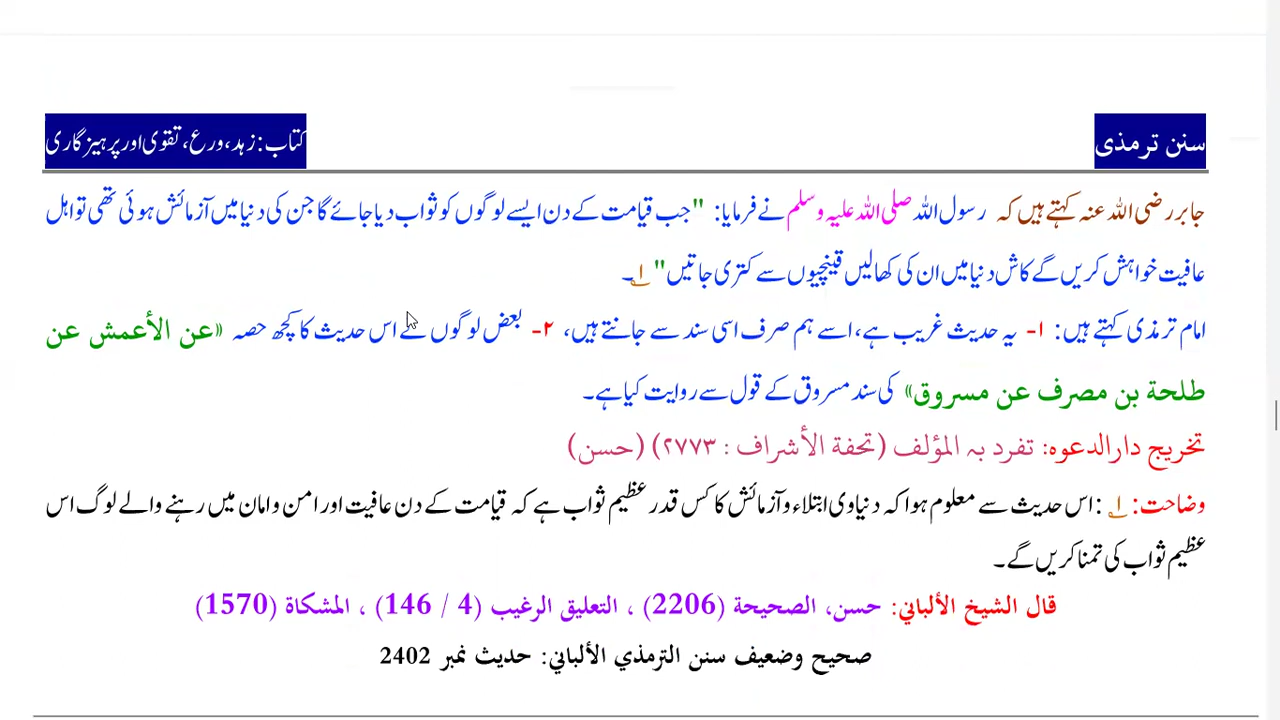 سنن ترمذی
کتاب: زہد، ورع، تقوی اور پرہیز گاری
جابر رضی اللہ عنہ کہتے ہیں کہ رسول اللہ صلی اللہ علیہ وسلم نے فرمایا: "جب قیامت کے دن ایسے لوگوں کو ثواب دیا جائے گا جن کی دنیا میں آزمائش ہوئی تھی تو اہل
عافیت خواہش کریں گے کاش دنیا میں ان کی کھالیں قینچیوں سے کتری جاتیں" ۱؎۔
امام ترمذی کہتے ہیں: ۱- یہ حدیث غریب ہے، اسے ہم صرف اسی سند سے جانتے ہیں، ۲- بعض لوگوں نے اس حدیث کا کچھ حصہ «عن الأعمش عن
طلحة بن مصرف عن مسروق» کی سند مسروق کے قول سے روایت کیا ہے۔
تخریج دارالدعوہ: تفرد بہ المؤلف (تحفة الأشراف : ۲۷۷۳) (حسن)
وضاحت: ۱؎ : اس حدیث سے معلوم ہوا کہ دنیاوی ابتلاء و آزمائش کا کس قدر عظیم ثواب ہے کہ قیامت کے دن عافیت اور امن و امان میں رہنے والے لوگ اس
عظیم ثواب کی تمنا کریں گے۔
قال الشيخ الألباني: حسن، الصحيحة (2206) ، التعليق الرغيب (4 / 146) ، المشكاة (1570)
صحيح وضعيف سنن الترمذي الألباني: حديث نمبر 2402